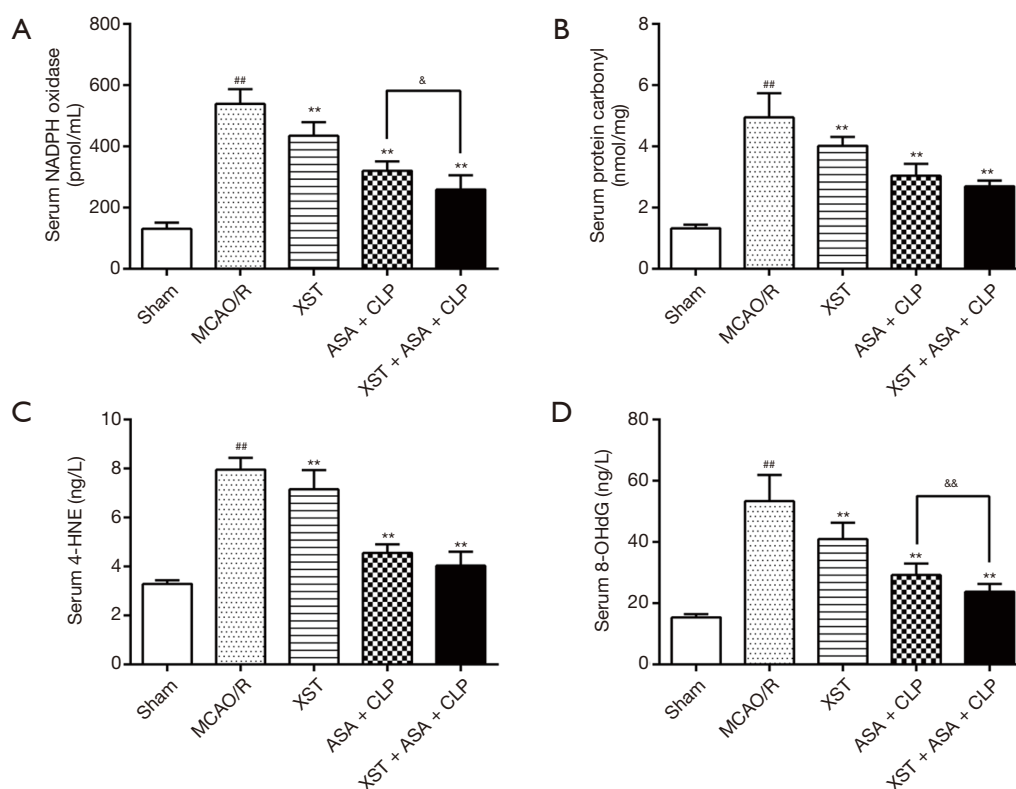 A
Serum NADPH oxidase
(pmol/mL)
800
600
400
200
0
##
**
**
**
&
Sham
MCAO/R
XST
ASA + CLP
XST + ASA + CLP
B
Serum protein carbonyl
(nmol/mg)
8
6
4
2
0
##
**
**
**
Sham
MCAO/R
XST
ASA + CLP
XST + ASA + CLP
C
Serum 4-HNE (ng/L)
10
8
6
4
2
0
##
**
**
**
Sham
MCAO/R
XST
ASA + CLP
XST + ASA + CLP
D
Serum 8-OHdG (ng/L)
80
60
40
20
0
##
**
**
**
&&
Sham
MCAO/R
XST
ASA + CLP
XST + ASA + CLP